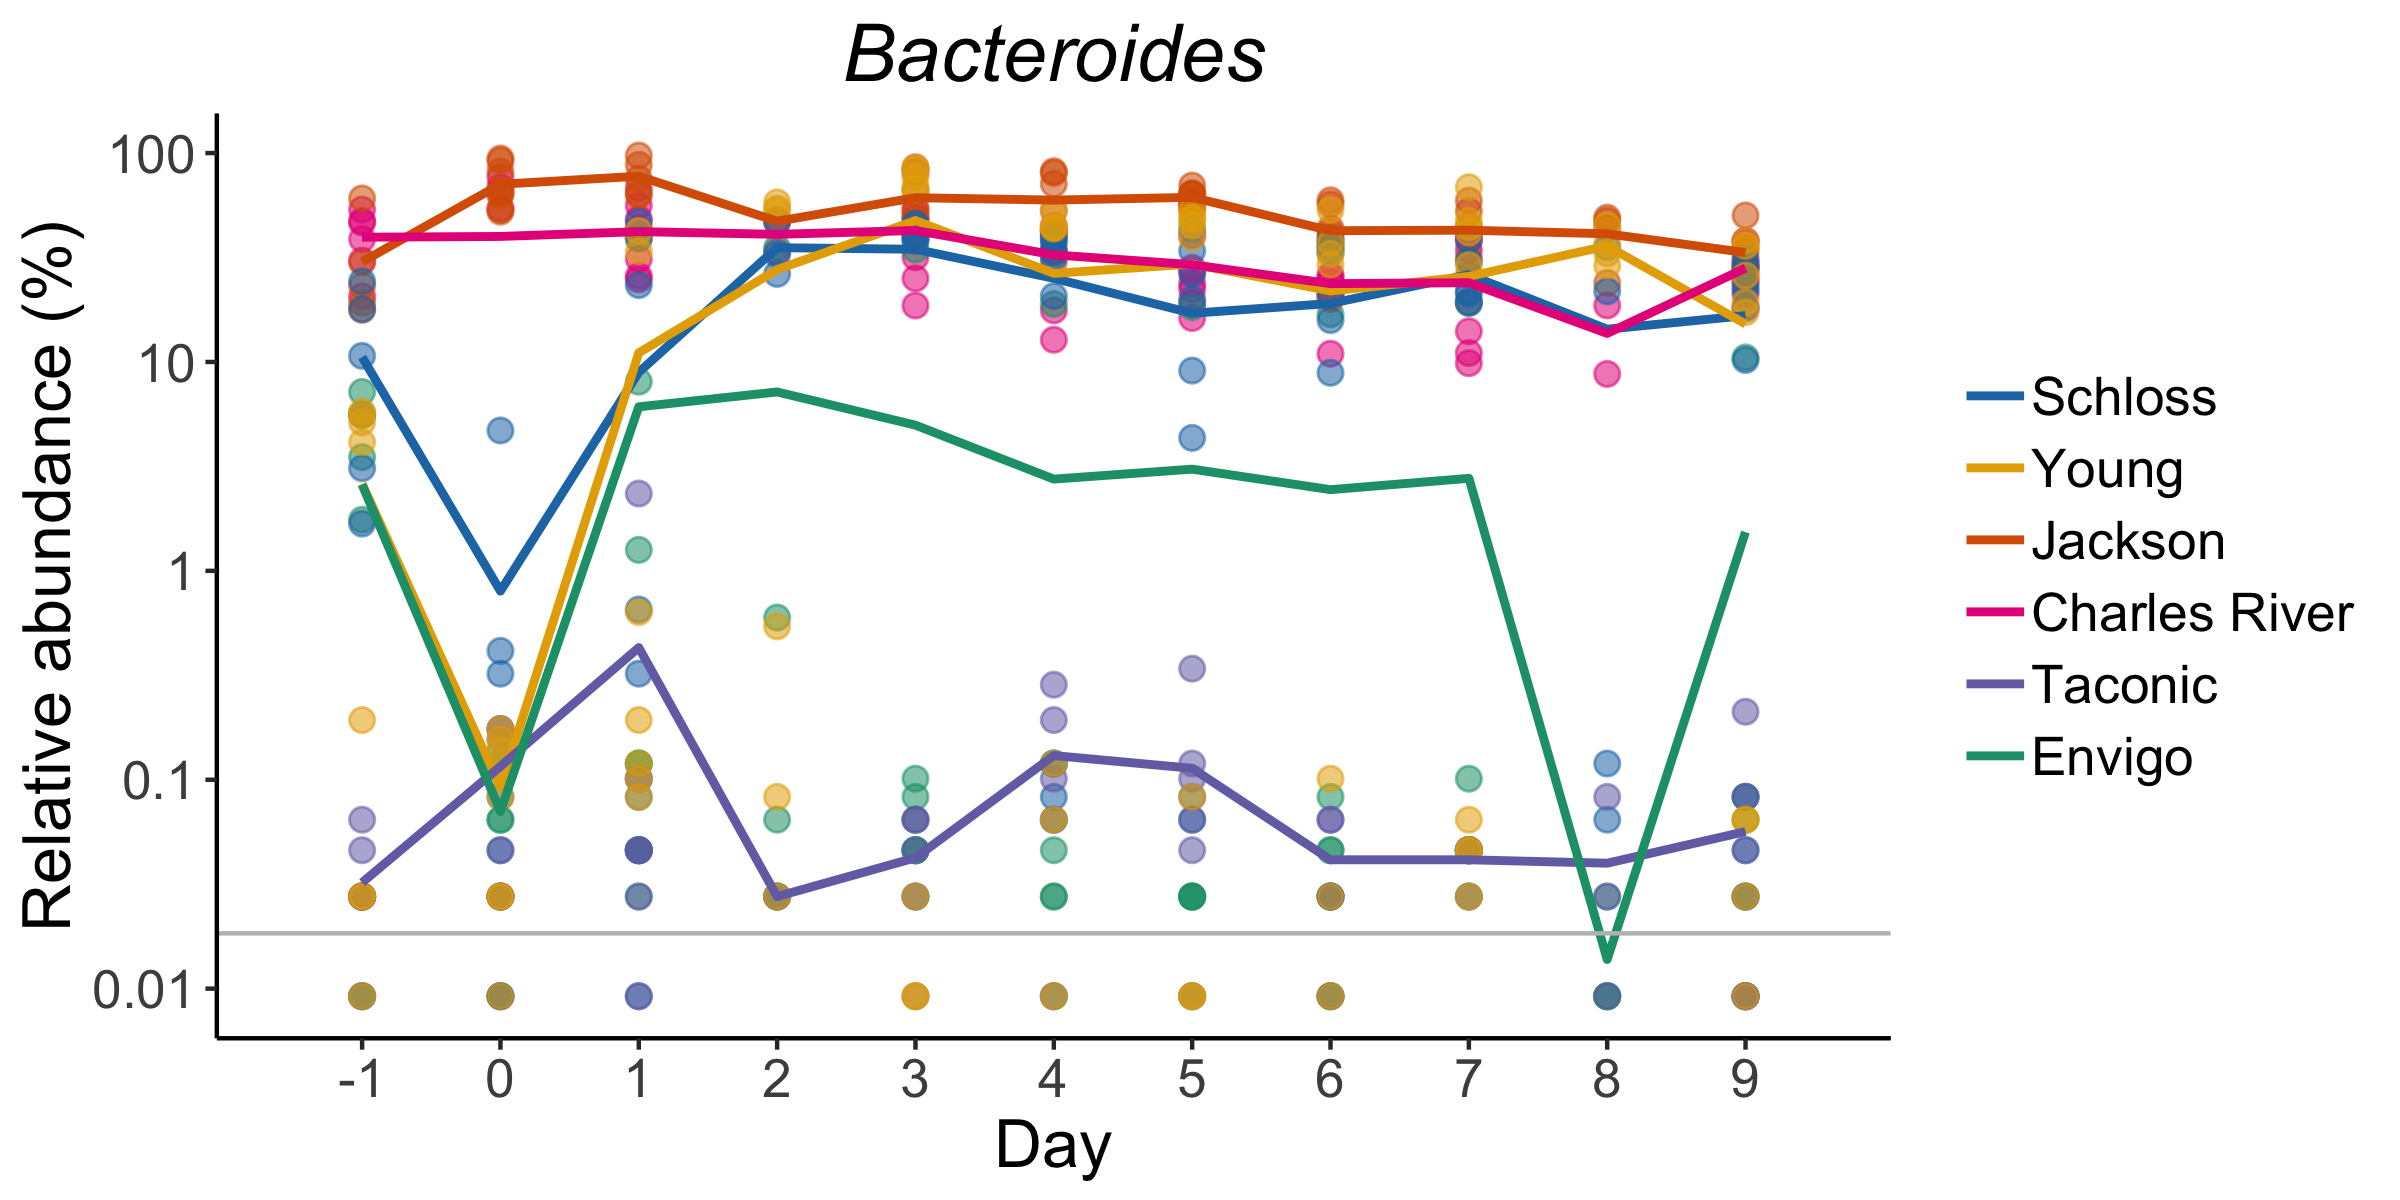 Bacteroides
Relative abundance (%)
100
10
1
0.1
0.01
-1 0 1 2 3 4 5 6 7 8 9
Day
Schloss
Young
Jackson
Charles River
Taconic
Envigo